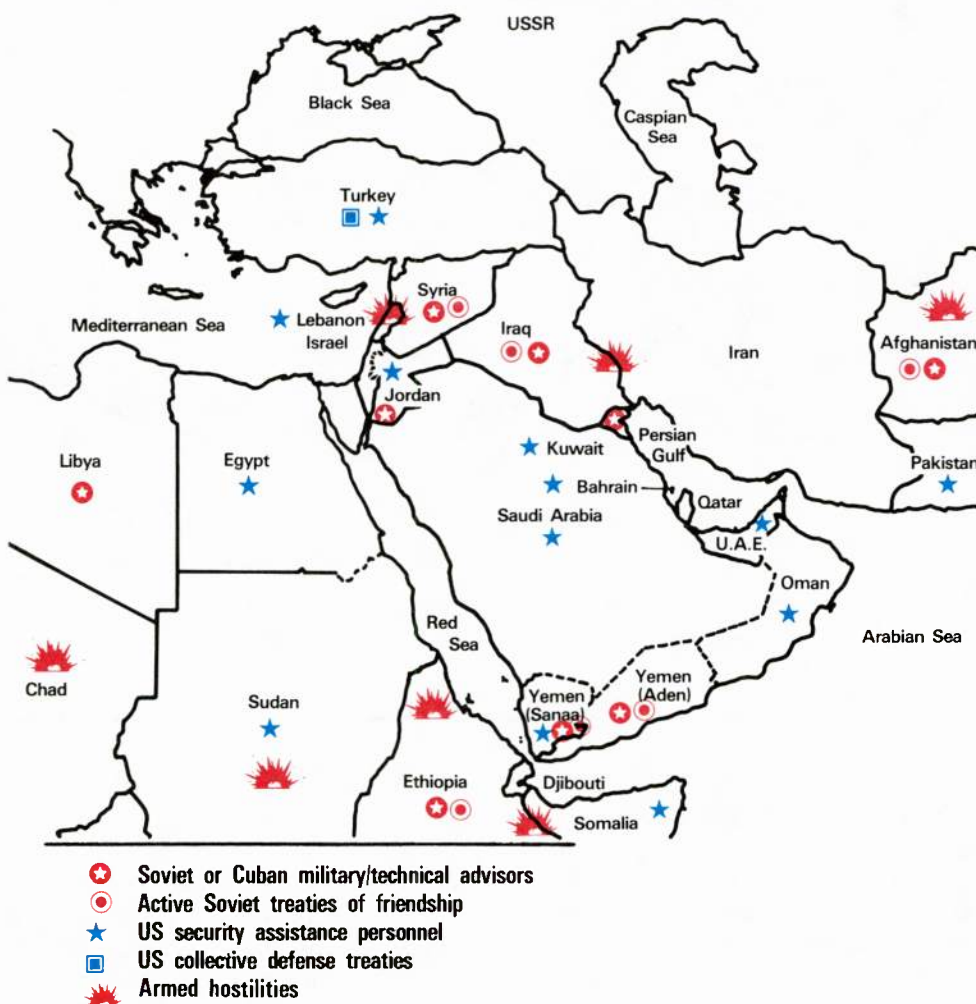 USSR
Black Sea
Caspian
Sea
Turkey
Mediterranean Sea
Lebanon
Israel
Syria
Iraq
Iran
Afghanistan
Jordan
Libya
Egypt
Kuwait
Persian
Gulf
Pakistan
Bahrain
Qatar
Saudi Arabia
U.A.E.
Oman
Red
Sea
Arabian Sea
Chad
Sudan
Yemen
(Sanaa)
Yemen
(Aden)
Ethiopia
Djibouti
Somalia
Soviet or Cuban military/technical advisors
Active Soviet treaties of friendship
US security assistance personnel
US collective defense treaties
Armed hostilities